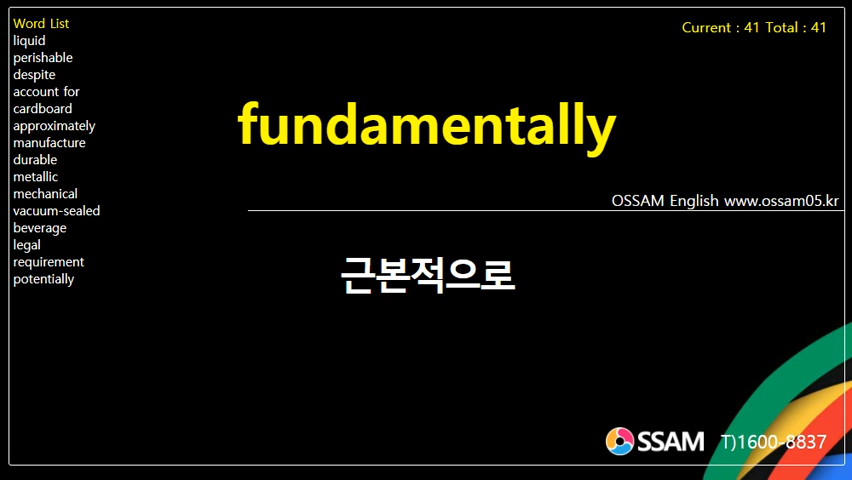 Word List
liquid
perishable
despite
account for
cardboard
approximately
manufacture
durable
metallic
mechanical
vacuum-sealed
beverage
legal
requirement
potentially
Current : 41 Total : 41
fundamentally
OSSAM English www.ossam05.kr
근본적으로
OSSAM T)1600-8837